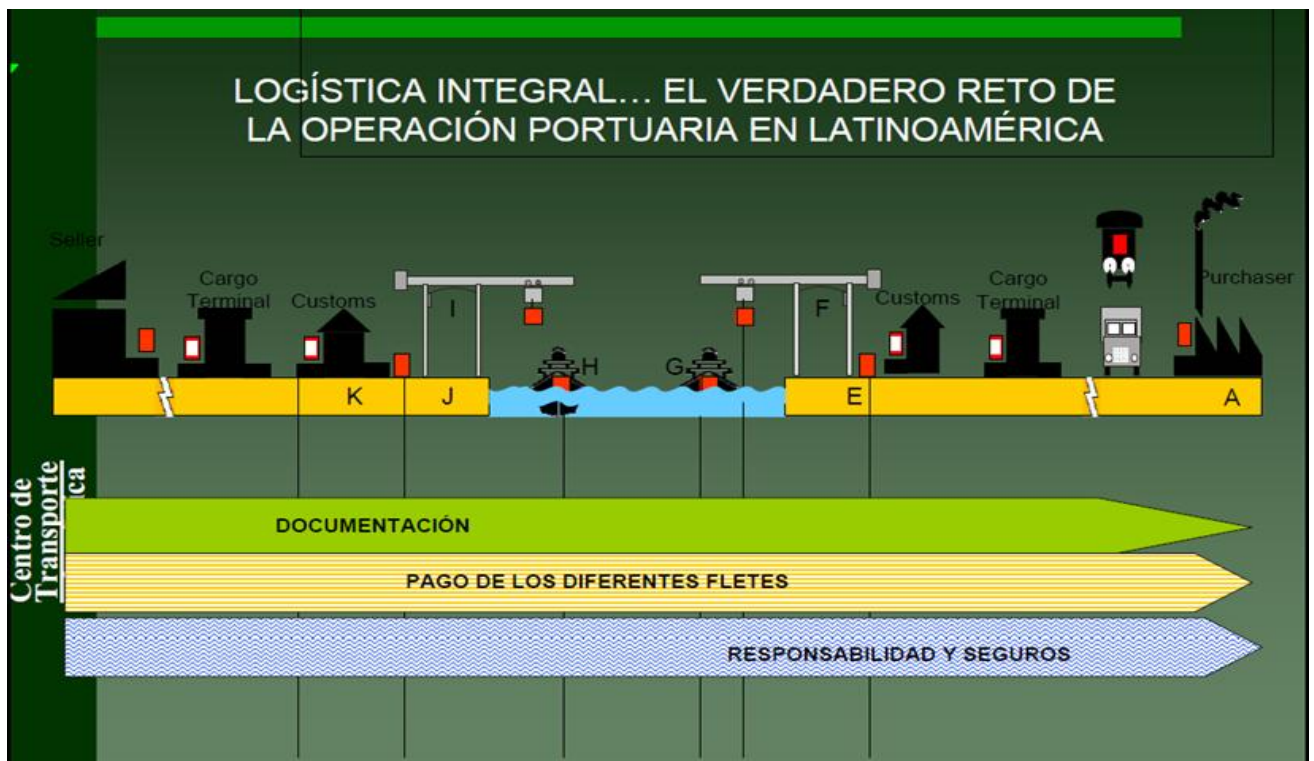 LOGÍSTICA INTEGRAL... EL VERDADERO RETO DE
LA OPERACIÓN PORTUARIA EN LATINOAMÉRICA
Seller
Cargo
Terminal
Customs
I
H
G
F
Customs
Cargo
Terminal
Purchaser
K
J
E
A
Centro de
Transporte
DOCUMENTACIÓN
PAGO DE LOS DIFERENTES FLETES
RESPONSABILIDAD Y SEGUROS